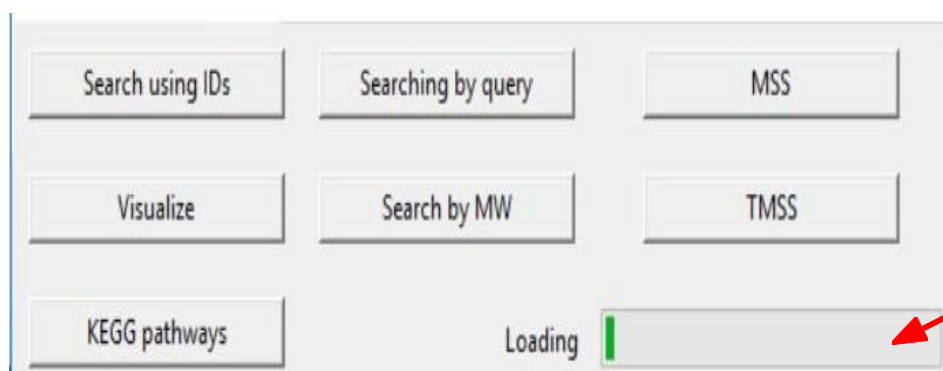 Search using IDs
Searching by query
MSS
Visualize
Search by MW
TMSS
KEGG pathways
Loading